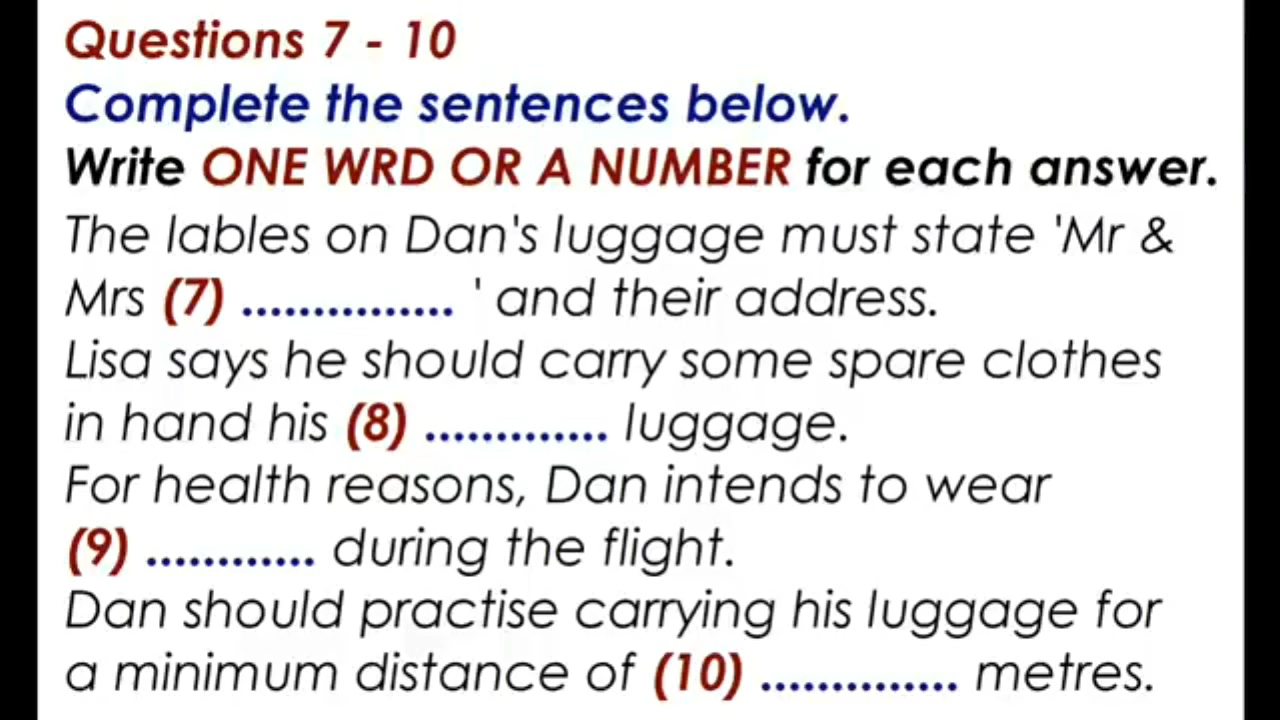 Questions 7 - 10
Complete the sentences below.
Write ONE WRD OR A NUMBER for each answer.
The lables on Dan's luggage must state 'Mr &
Mrs (7) ............... ' and their address.
Lisa says he should carry some spare clothes
in hand his (8) ............. luggage.
For health reasons, Dan intends to wear
(9) ............ during the flight.
Dan should practise carrying his luggage for
a minimum distance of (10) .............. metres.